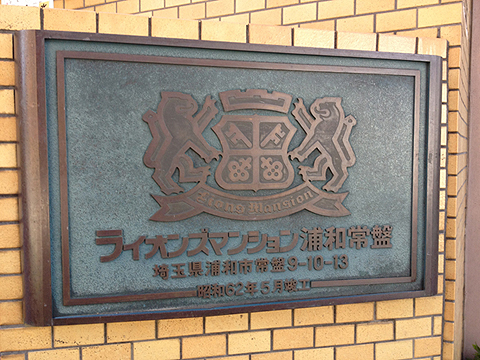 Lions Mansion
ライオンズマンション浦和常盤
埼玉県浦和市常盤9-10-13
昭和62年5月竣工